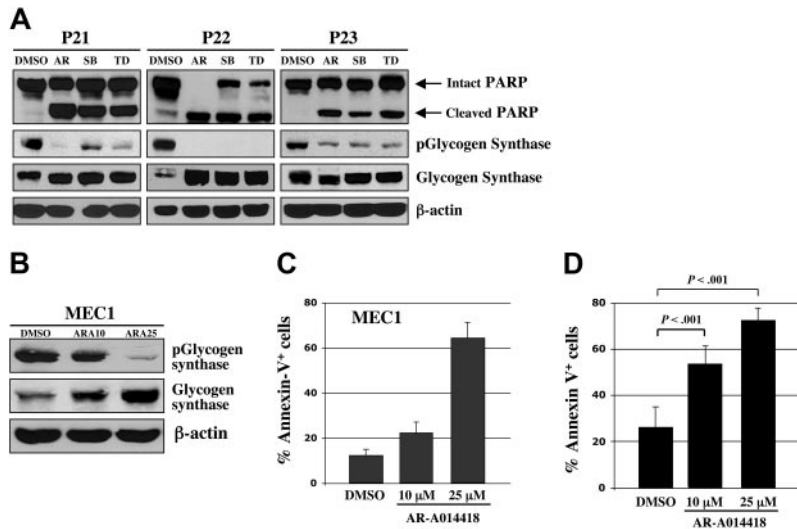 A
P21
P22
P23
DMSO AR SB TD
DMSO AR SB TD
DMSO AR SB TD
Intact PARP
Cleaved PARP
pGlycogen Synthase
Glycogen Synthase
β-actin
B
MEC1
DMSO ARA10 ARA25
pGlycogen
synthase
Glycogen
synthase
β-actin
C
MEC1
% Annexin-V⁺ cells
80
60
40
20
0
DMSO 10 μM 25 μM
AR-A014418
D
P < .001
P < .001
% Annexin V⁺ cells
80
60
40
20
0
DMSO 10 μM 25 μM
AR-A014418